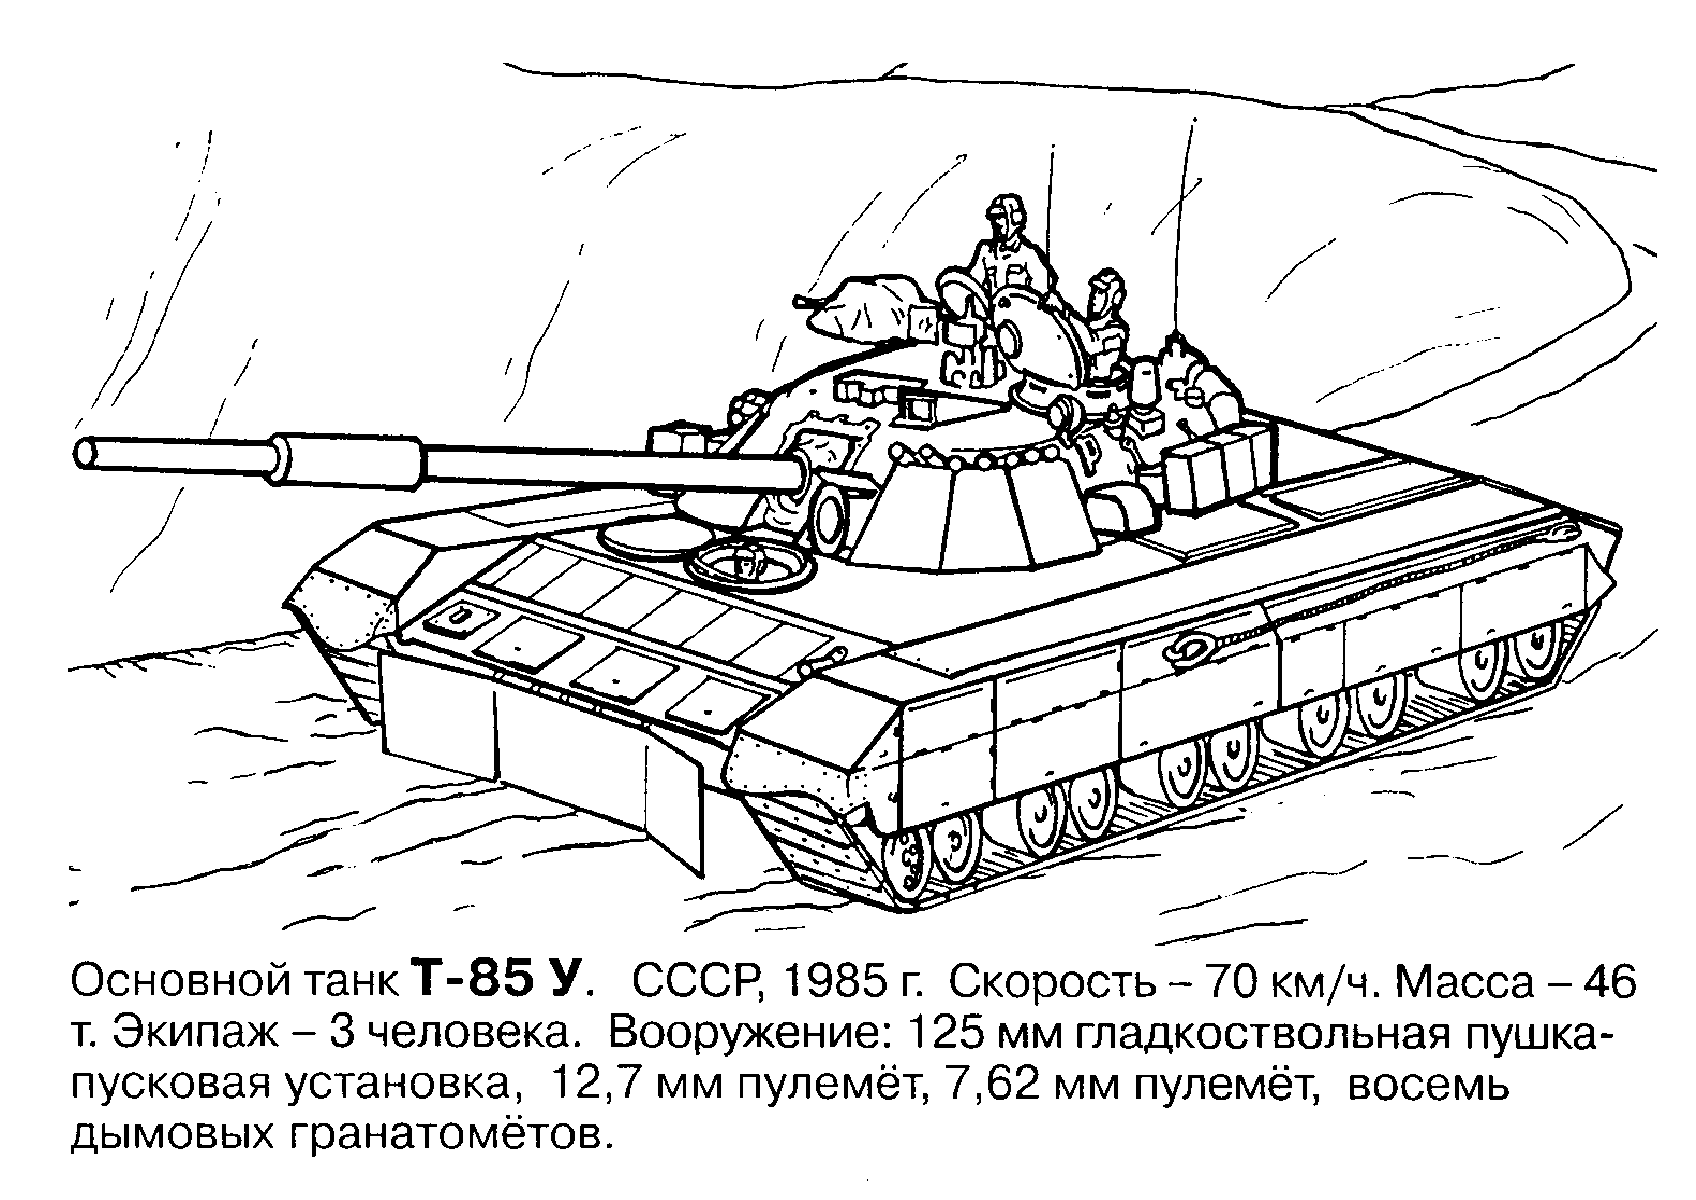 Основной танк Т-85 У. СССР, 1985 г. Скорость – 70 км/ч. Масса – 46
т. Экипаж – 3 человека. Вооружение: 125 мм гладкоствольная пушка-
пусковая установка, 12,7 мм пулемёт, 7,62 мм пулемёт, восемь
дымовых гранатомётов.